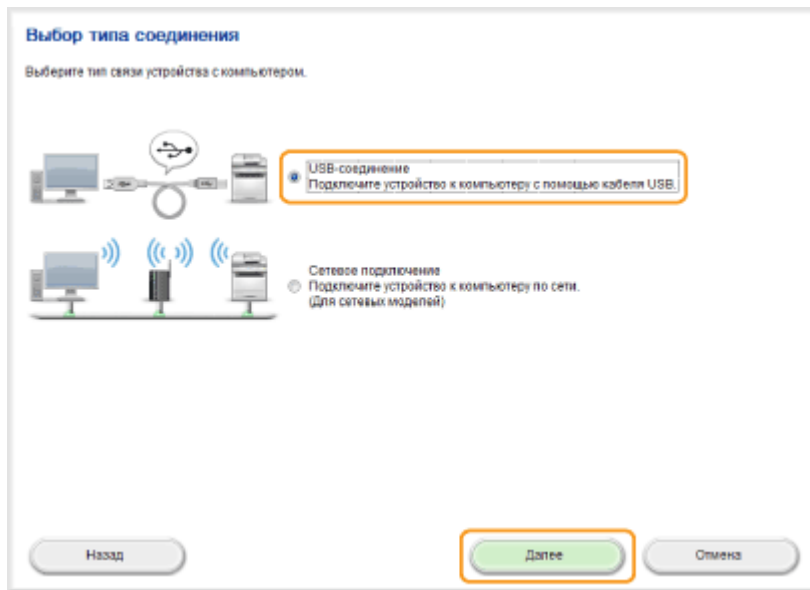 Выбор типа соединения
Выберите тип связи устройства с компьютером.
USB-соединение
Подключите устройство к компьютеру с помощью кабеля USB.
Сетевое подключение
Подключите устройство к компьютеру по сети.
(Для сетевых моделей)
Назад
Далее
Отмена